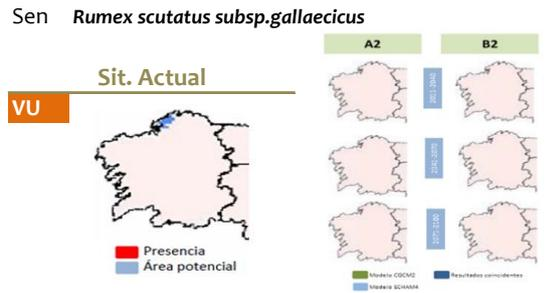 Sen Rumex scutatus subsp.gallaecicus
Sit. Actual
VU
Presencia
Área potencial
A2
B2
2011-2040
2041-2070
2071-2100
Modelo CGCM2
Resultados coincidentes
Modelo ECHAM4